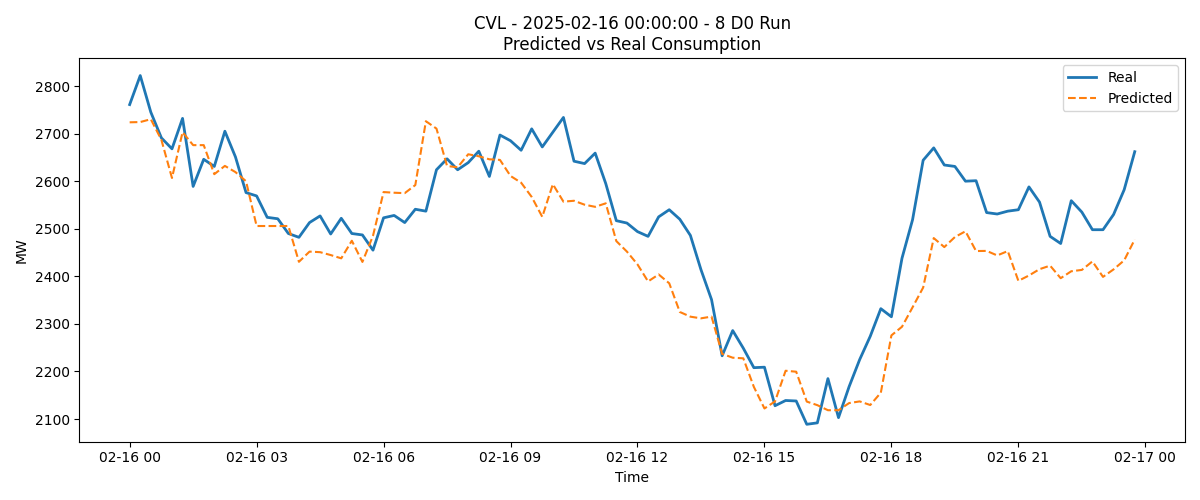 CVL - 2025-02-16 00:00:00 - 8 D0 Run
Predicted vs Real Consumption
Real
Predicted
MW
2800
2700
2600
2500
2400
2300
2200
2100
02-16 00
02-16 03
02-16 06
02-16 09
02-16 12
02-16 15
02-16 18
02-16 21
02-17 00
Time